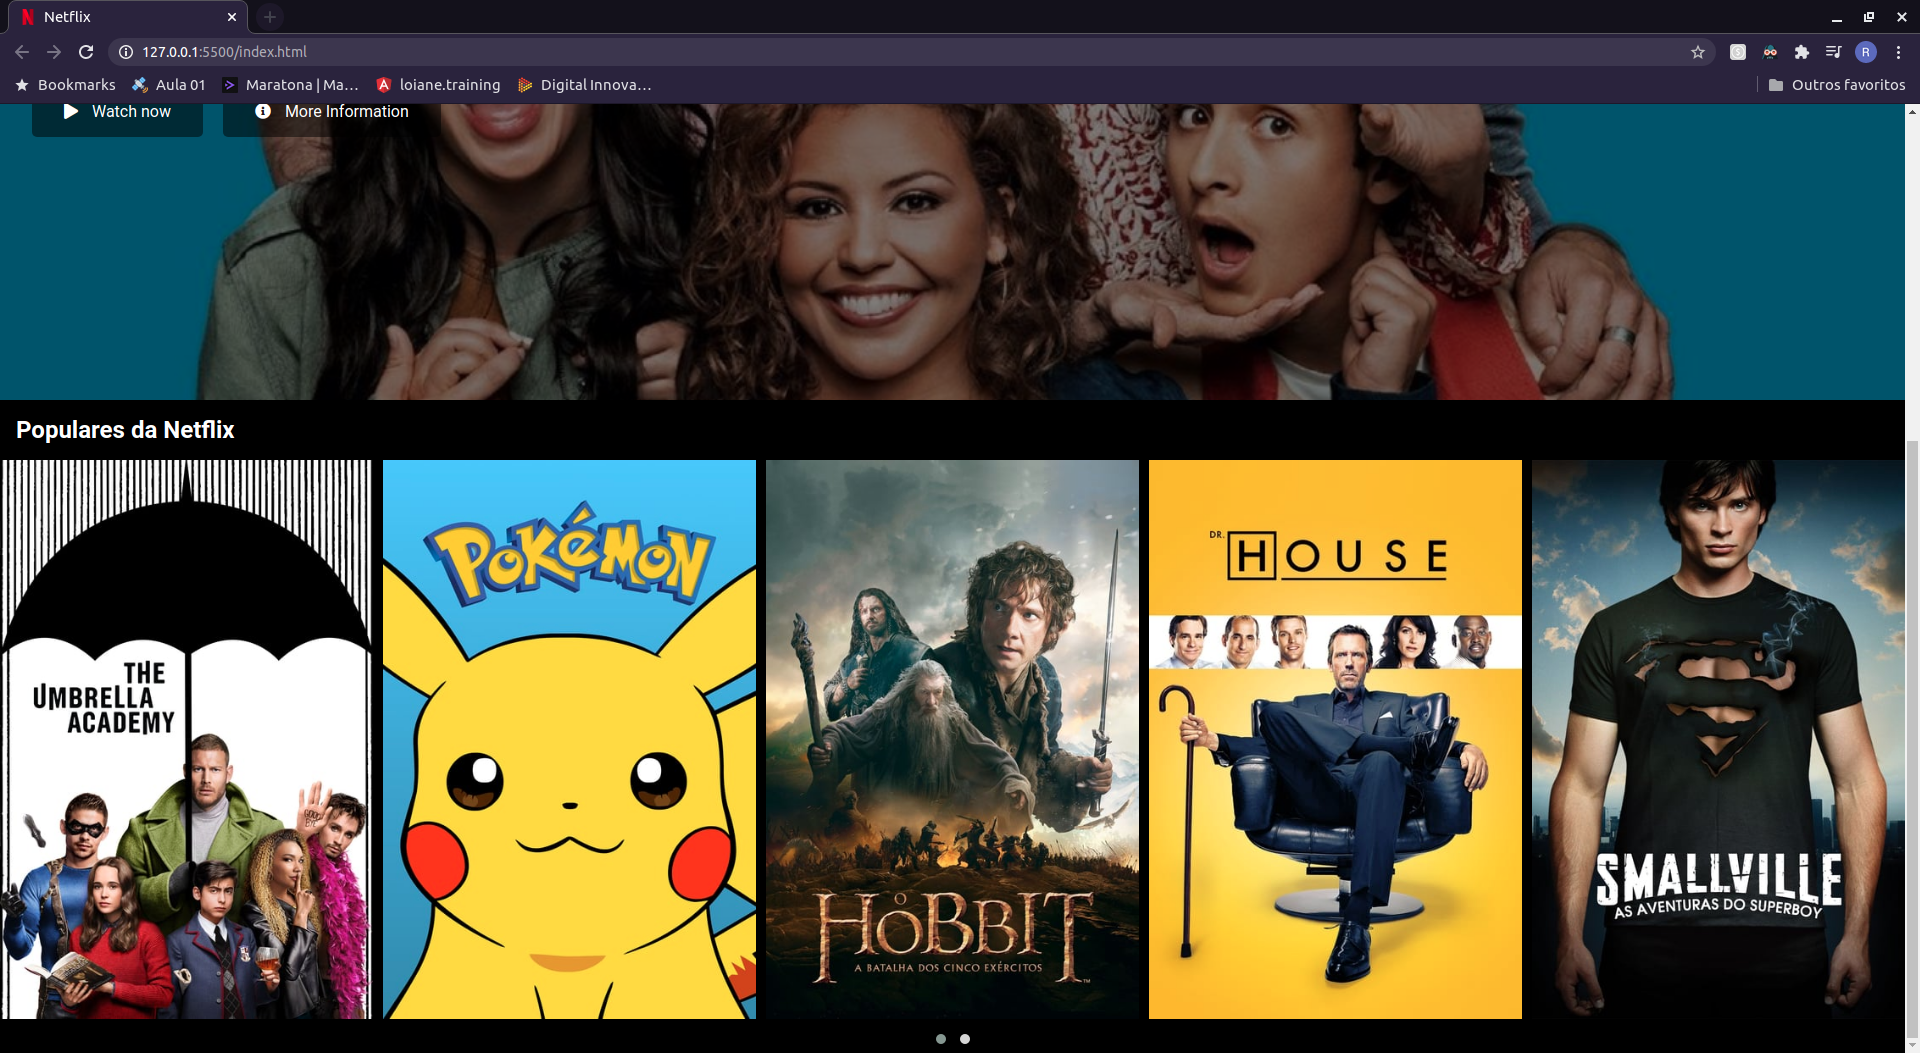 Netflix
127.0.0.1:5500/index.html
R
Bookmarks
Aula 01
Maratona | Ma...
loiane.training
Digital Innova...
Outros favoritos
Watch now
More Information
Populares da Netflix
THE
UMBRELLA
ACADEMY
POKéMON
O
HOBBIT
A BATALHA DOS CINCO EXÉRCITOS
DR.
HOUSE
SMALLVILLE
AS AVENTURAS DO SUPERBOY